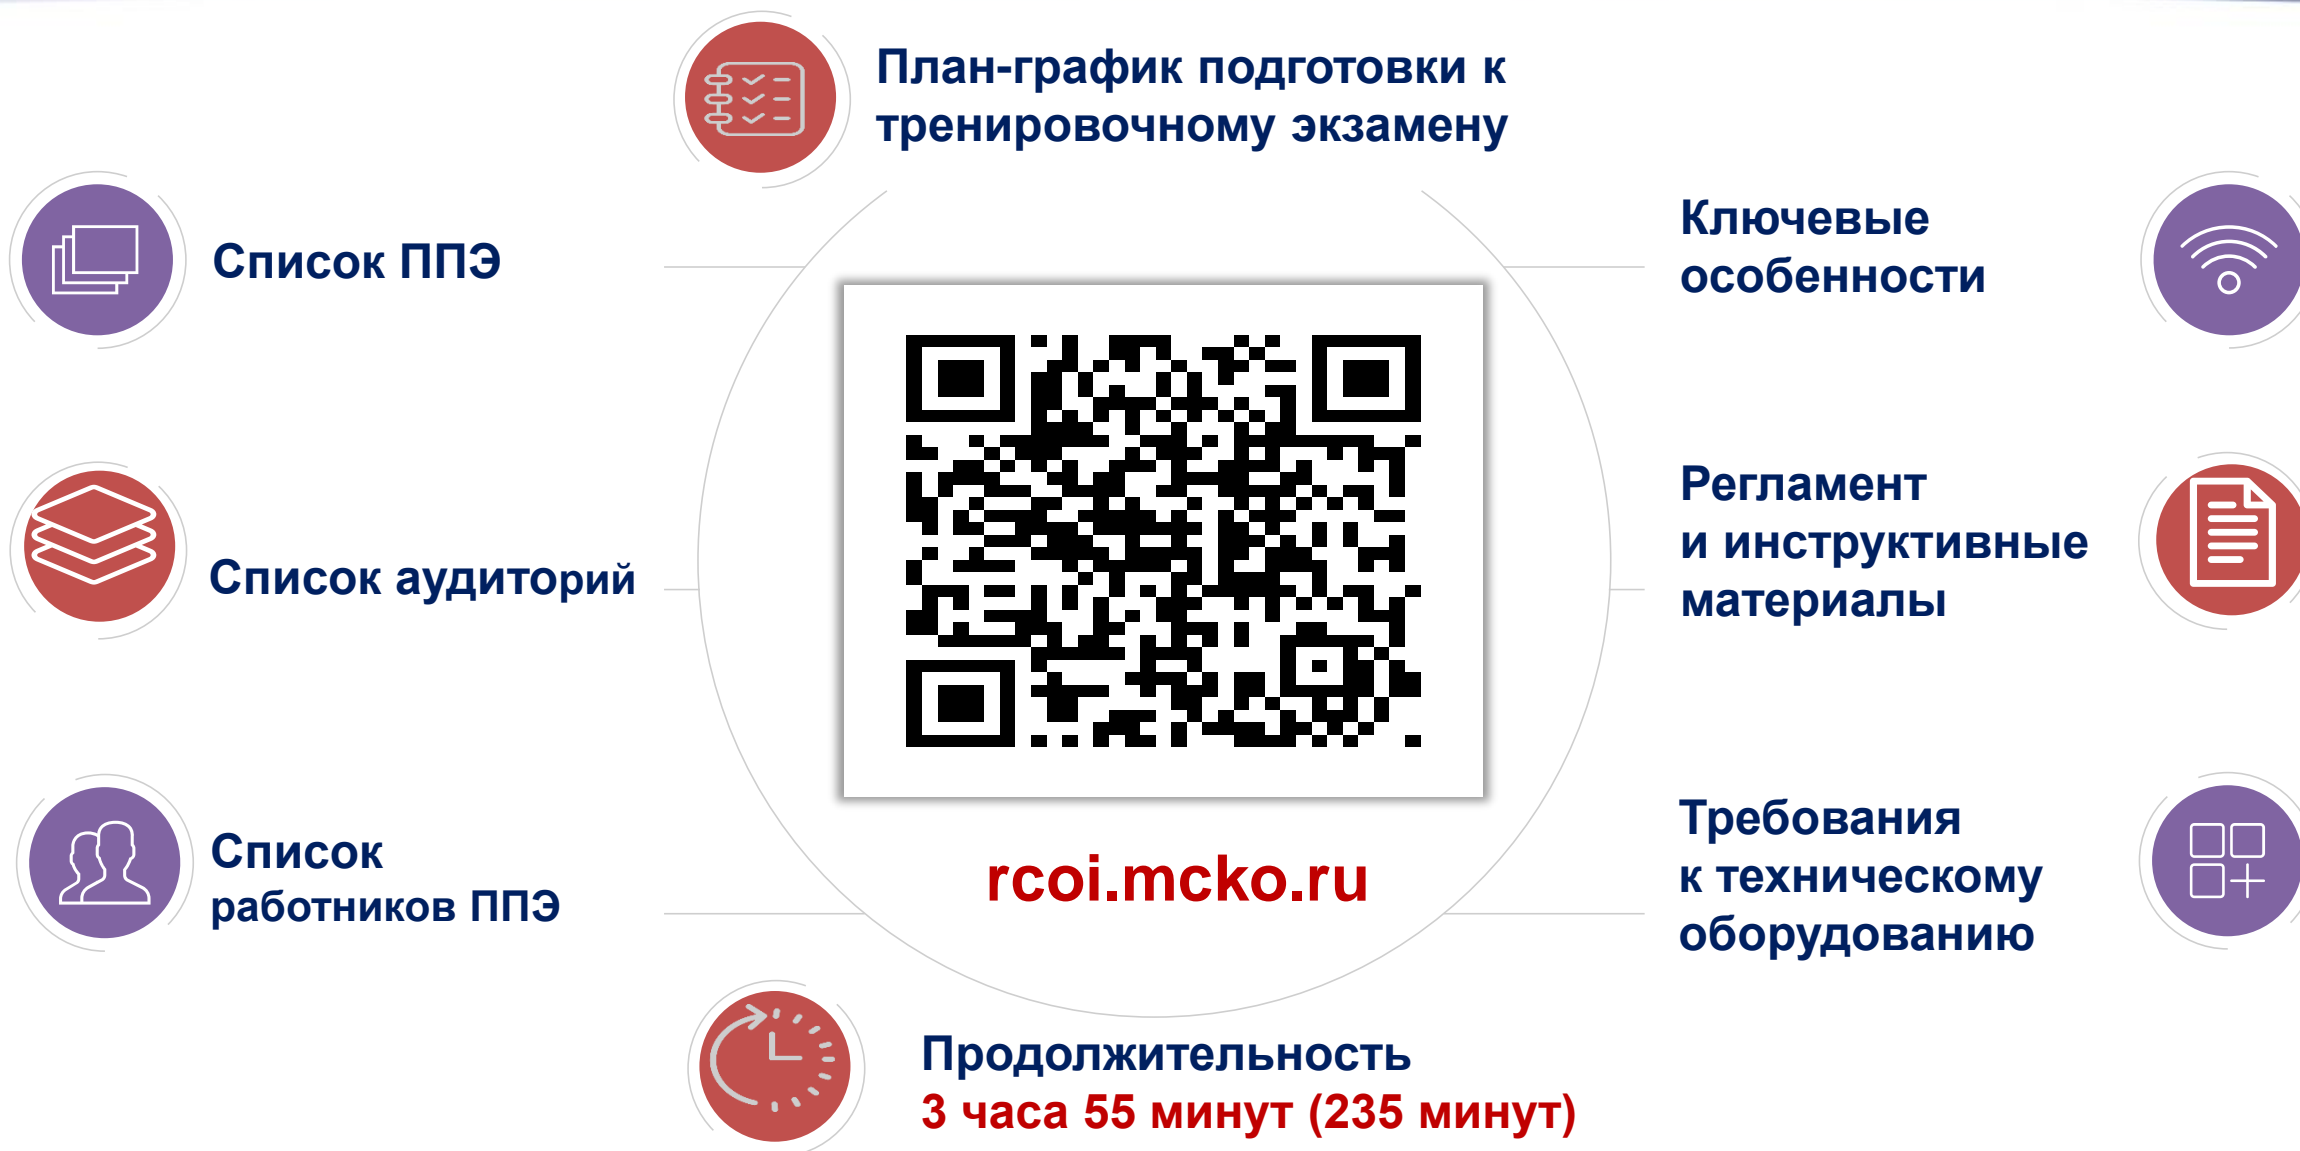 План-график подготовки к
тренировочному экзамену
Список ППЭ
Ключевые
особенности
Список аудиторий
Регламент
и инструктивные
материалы
Список
работников ППЭ
rcoi.mcko.ru
Требования
к техническому
оборудованию
Продолжительность
3 часа 55 минут (235 минут)